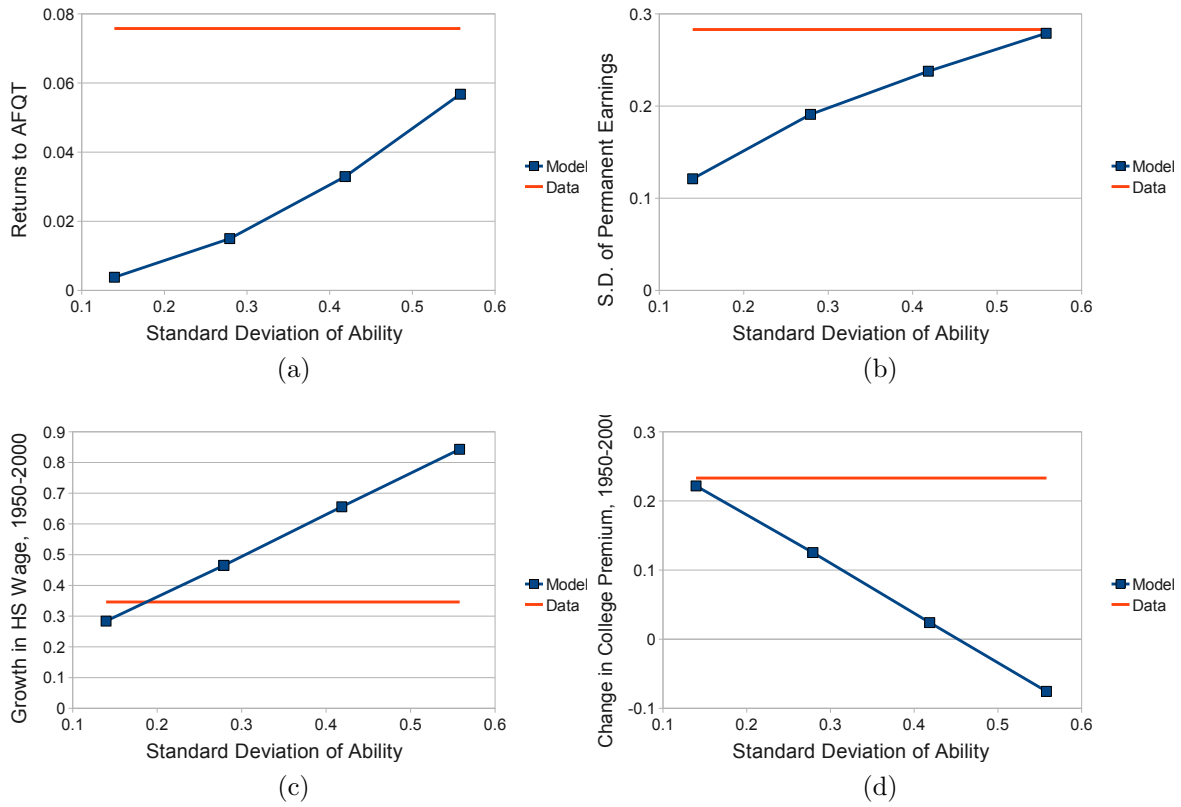 0.08
0.06
0.04
0.02
0
Returns to AFQT
0.1 0.2 0.3 0.4 0.5 0.6
Standard Deviation of Ability
Model
Data
(a)
0.3
0.2
0.1
0
S.D. of Permanent Earnings
0.1 0.2 0.3 0.4 0.5 0.6
Standard Deviation of Ability
Model
Data
(b)
0.9
0.8
0.7
0.6
0.5
0.4
0.3
0.2
0.1
0
Growth in HS Wage, 1950-2000
0.1 0.2 0.3 0.4 0.5 0.6
Standard Deviation of Ability
Model
Data
(c)
0.3
0.2
0.1
0
-0.1
Change in College Premium, 1950-2000
0.1 0.2 0.3 0.4 0.5 0.6
Standard Deviation of Ability
Model
Data
(d)